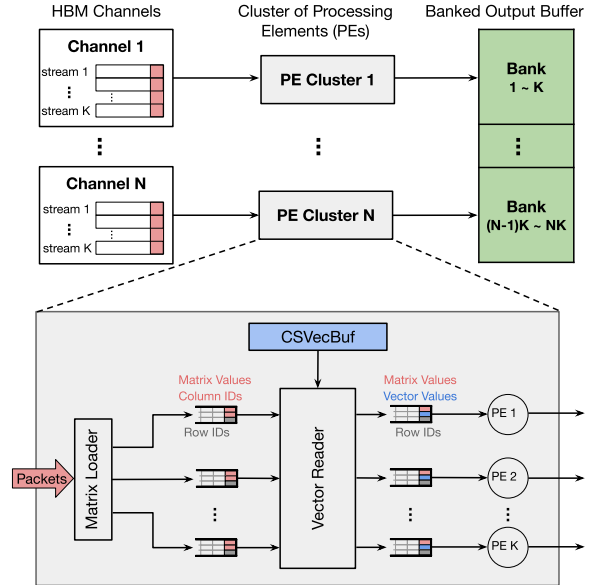 HBM Channels
Cluster of Processing
Elements (PEs)
Banked Output Buffer
Channel 1
stream 1
stream K
PE Cluster 1
Bank
1 ~ K
Channel N
stream 1
stream K
PE Cluster N
Bank
(N-1)K ~ NK
CSVecBuf
Matrix Values
Column IDs
Row IDs
Matrix Values
Vector Values
Row IDs
Packets
Matrix Loader
Vector Reader
PE 1
PE 2
PE K